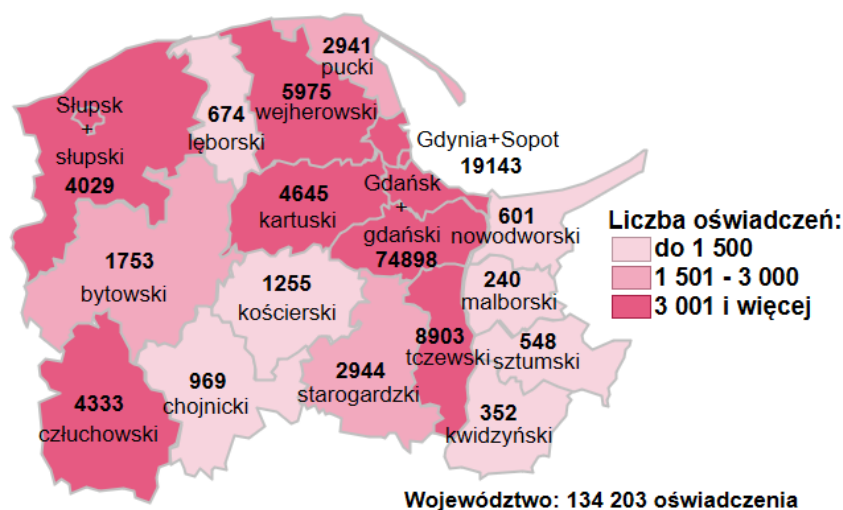 2941
pucki
5975
wejherowski
Słupsk
+
słupski
4029
674
lęborski
Gdynia+Sopot
19143
4645
kartuski
Gdańsk
+
gdański
74898
601
nowodworski
Liczba oświadczeń:
do 1 500
1 501 - 3 000
3 001 i więcej
1753
bytowski
1255
kościerski
240
malborski
8903
tczewski
548
sztumski
4333
człuchowski
969
chojnicki
2944
starogardzki
352
kwidzyński
Województwo: 134 203 oświadczenia